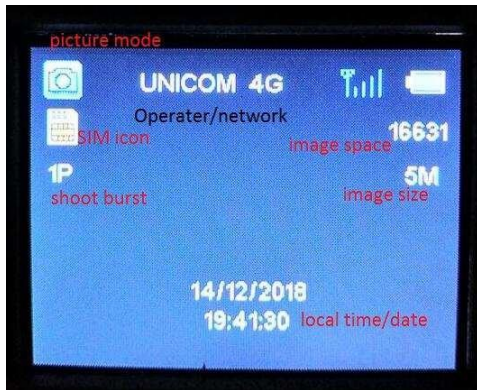 picture mode
UNICOM 4G
Operater/network
SIM icon
image space
16631
1P
5M
shoot burst
image size
14/12/2018
19:41:30
local time/date